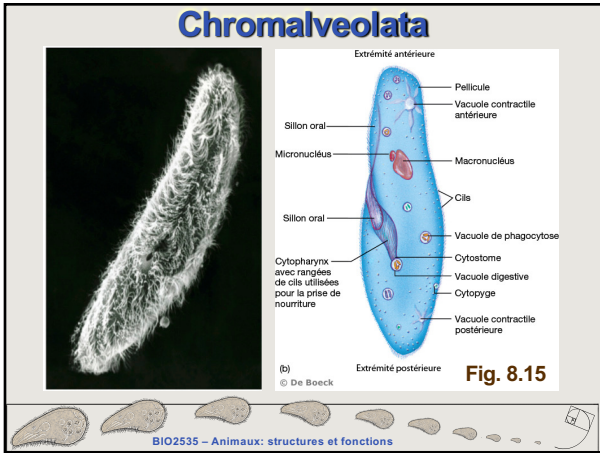 Chromalveolata
Extrémité antérieure
Pellicule
Vacuole contractile
antérieure
Sillon oral
Micronucléus
Macronucléus
Cils
Sillon oral
Vacuole de phagocytose
Cytopharynx
avec rangées
de cils utilisées
pour la prise de
nourriture
Cytostome
Vacuole digestive
Cytopyge
Vacuole contractile
postérieure
(b)
Extrémité postérieure
© De Boeck
Fig. 8.15
BIO2535 – Animaux: structures et fonctions